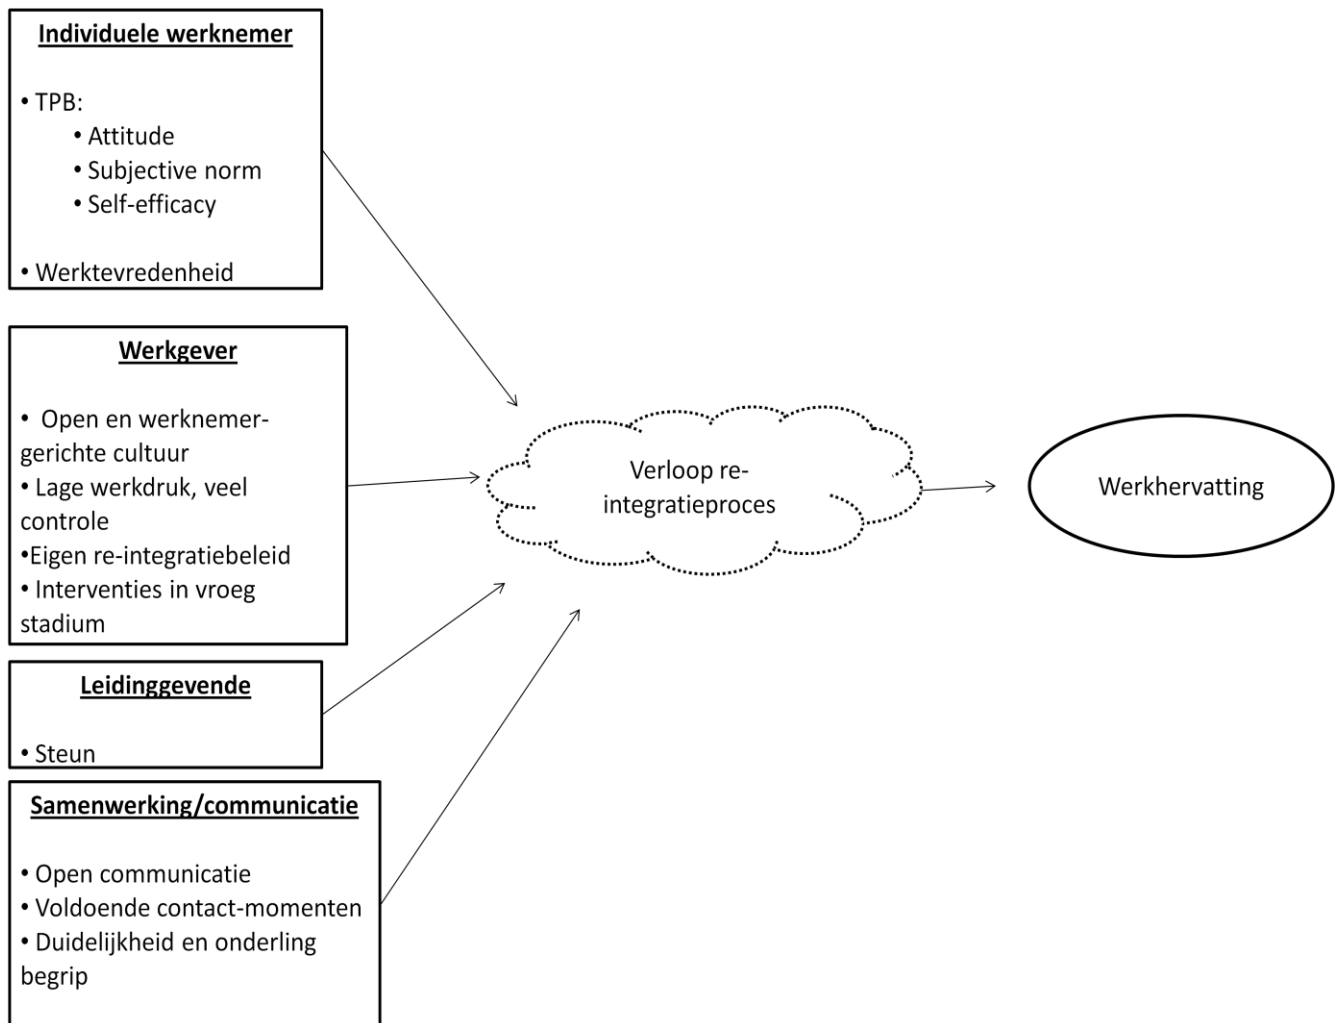 Individuele werknemer
• TPB:
• Attitude
• Subjective norm
• Self-efficacy
• Werktevredenheid
Werkgever
• Open en werknemer-
gerichte cultuur
• Lage werkdruk, veel
controle
•Eigen re-integratiebeleid
• Interventies in vroeg
stadium
Leidinggevende
• Steun
Samenwerking/communicatie
• Open communicatie
• Voldoende contact-momenten
• Duidelijkheid en onderling
begrip
Verloop re-
integratieproces
Werkhervatting